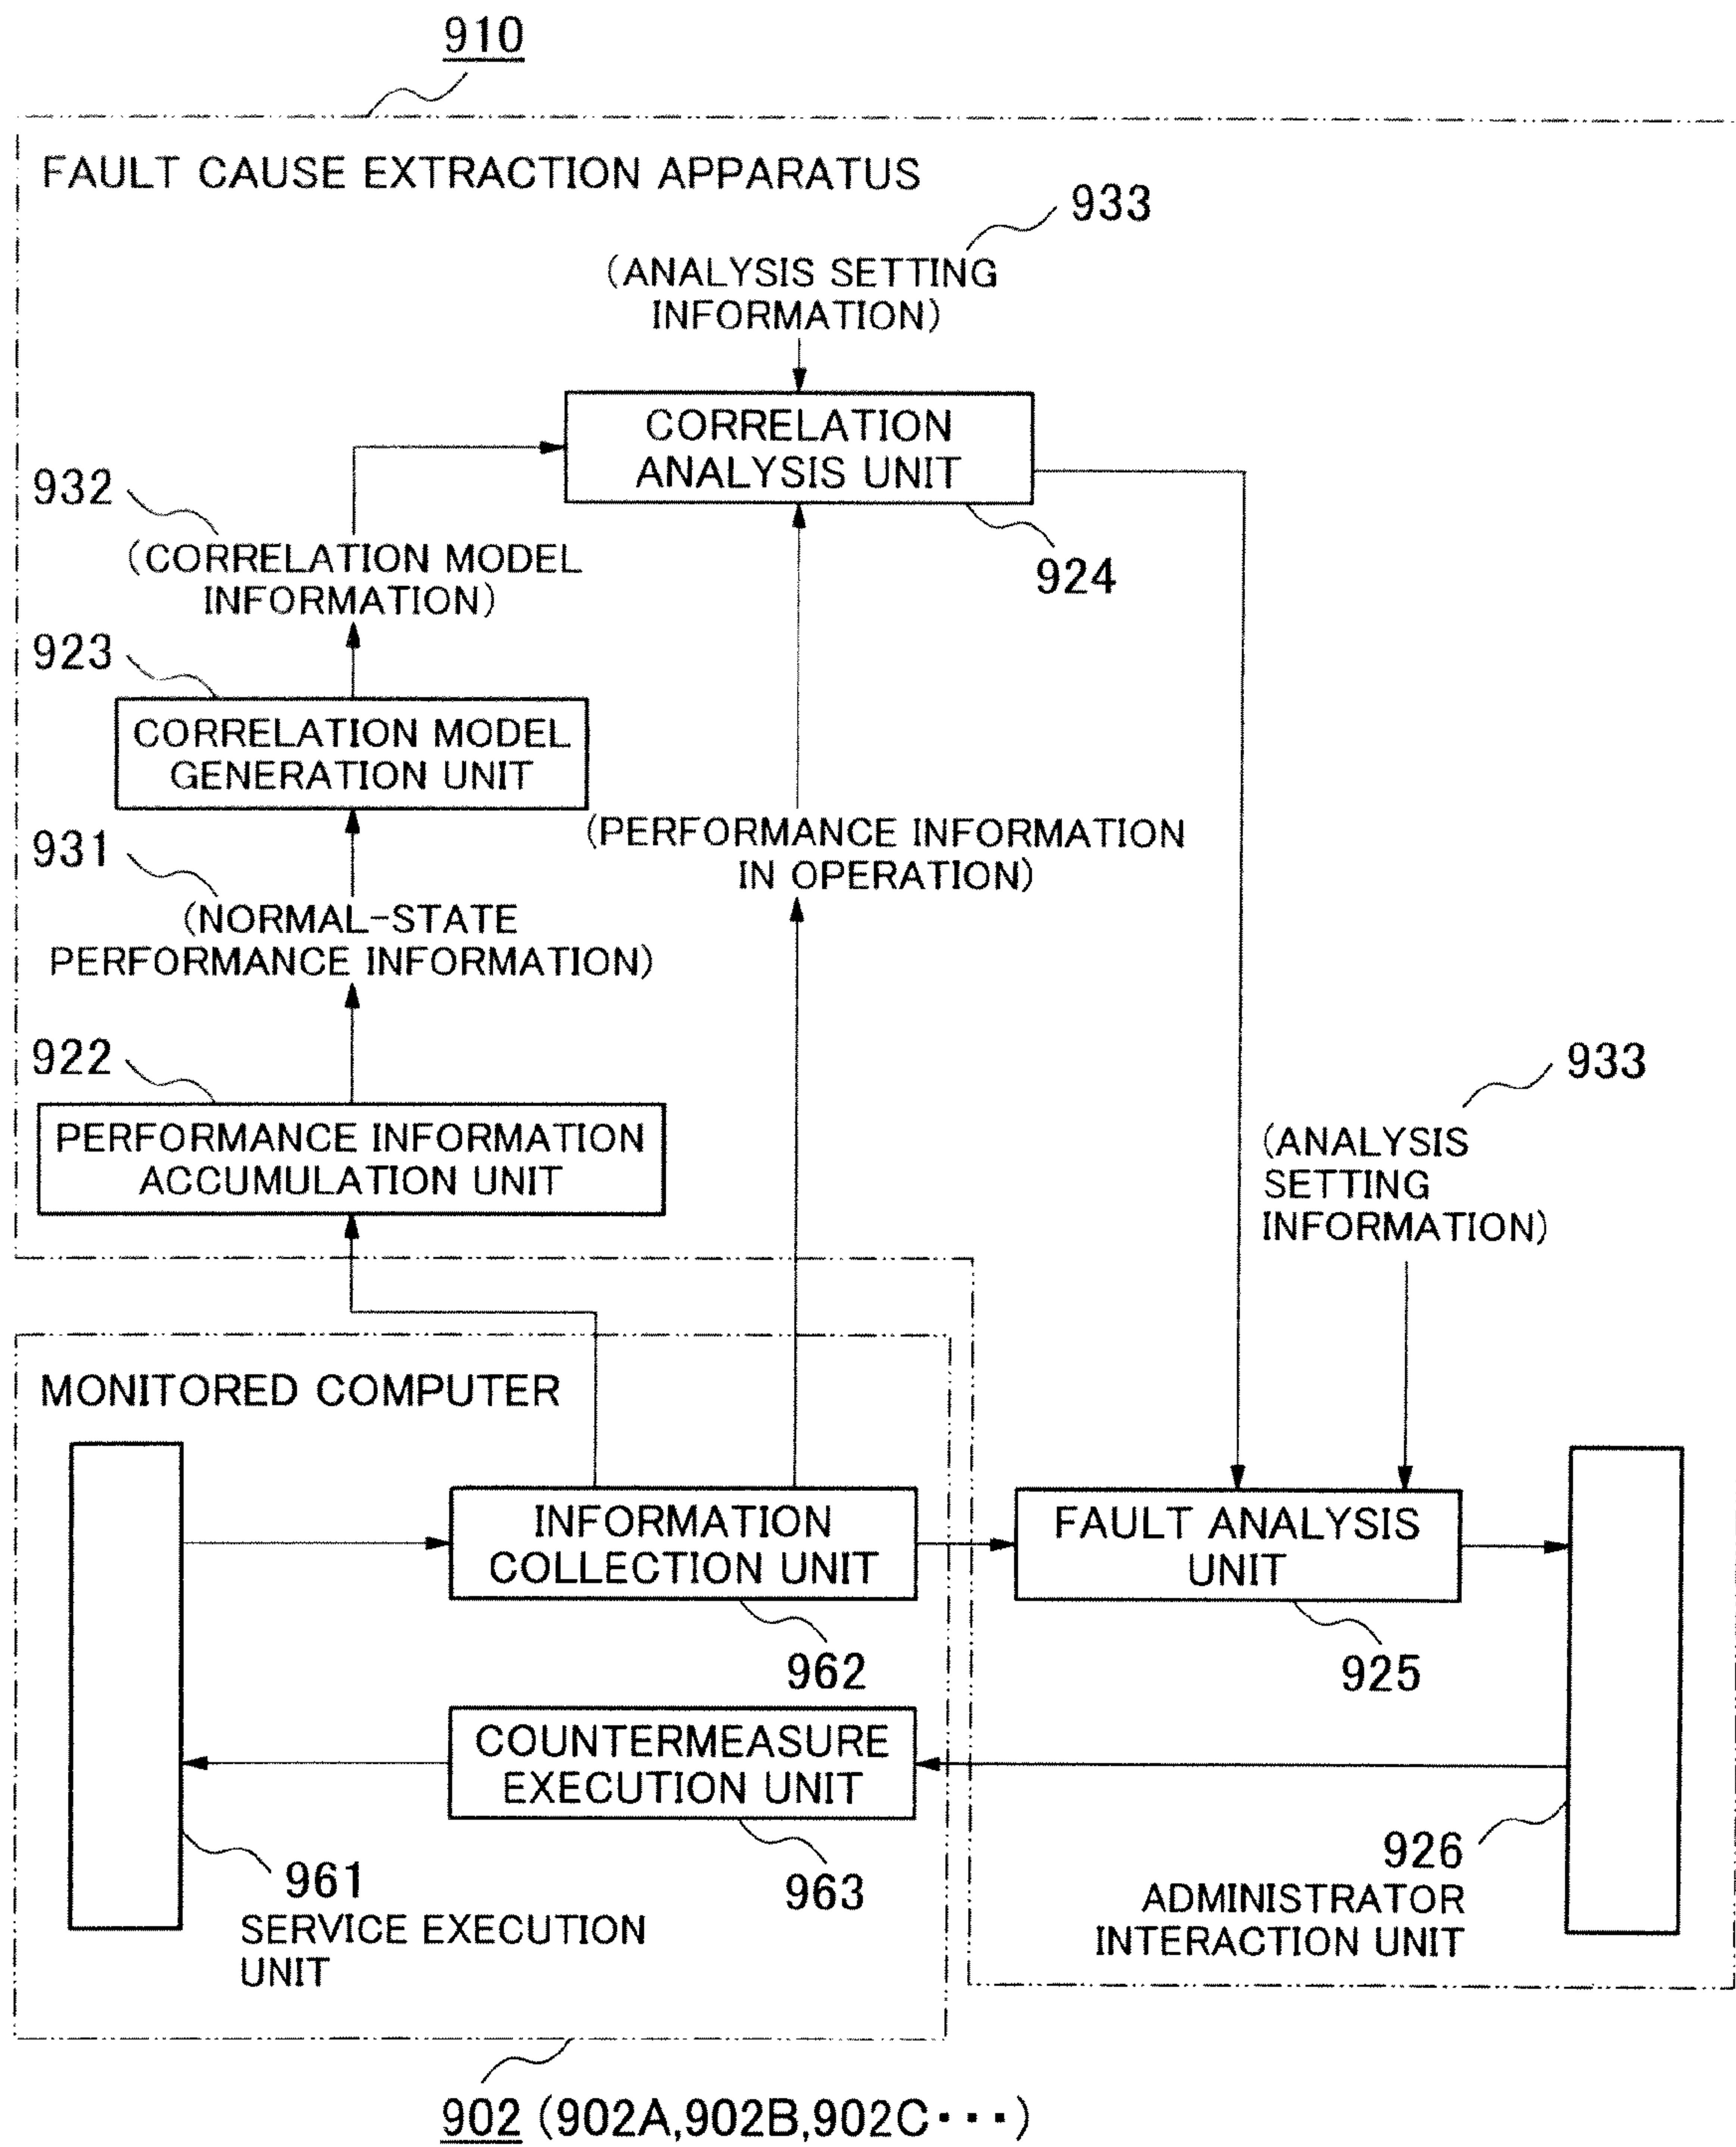 910
FAULT CAUSE EXTRACTION APPARATUS
933
(ANALYSIS SETTING
INFORMATION)
CORRELATION
ANALYSIS UNIT
924
932
(CORRELATION MODEL
INFORMATION)
923
CORRELATION MODEL
GENERATION UNIT
931
(NORMAL-STATE
PERFORMANCE INFORMATION)
(PERFORMANCE INFORMATION
IN OPERATION)
922
PERFORMANCE INFORMATION
ACCUMULATION UNIT
933
(ANALYSIS
SETTING
INFORMATION)
MONITORED COMPUTER
INFORMATION
COLLECTION UNIT
962
FAULT ANALYSIS
UNIT
925
COUNTERMEASURE
EXECUTION UNIT
963
961
SERVICE EXECUTION
UNIT
926
ADMINISTRATOR
INTERACTION UNIT
902 (902A,902B,902C・・・)